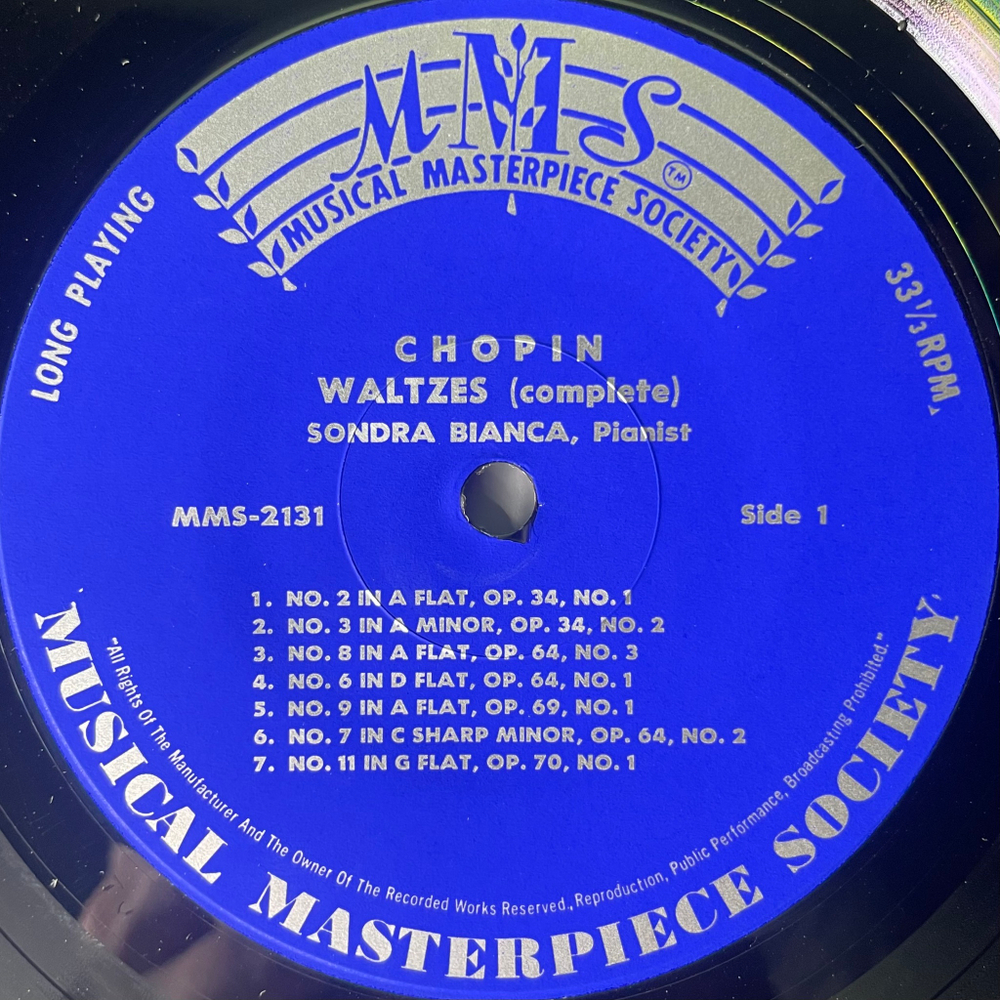 MMS TM
MUSICAL MASTERPIECE SOCIETY
LONG PLAYING
33 1/3 RPM
CHOPIN
WALTZES (complete)
SONDRA BIANCA, Pianist
MMS-2131
Side 1
1. NO. 2 IN A FLAT, OP. 34, NO. 1
2. NO. 3 IN A MINOR, OP. 34, NO. 2
3. NO. 8 IN A FLAT, OP. 64, NO. 3
4. NO. 6 IN D FLAT, OP. 64, NO. 1
5. NO. 9 IN A FLAT, OP. 69, NO. 1
6. NO. 7 IN C SHARP MINOR, OP. 64, NO. 2
7. NO. 11 IN G FLAT, OP. 70, NO. 1
"All Rights Of The Manufacturer And The Owner Of The Recorded Works Reserved., Reproduction, Public Performance, Broadcasting Prohibited."
MUSICAL MASTERPIECE SOCIETY